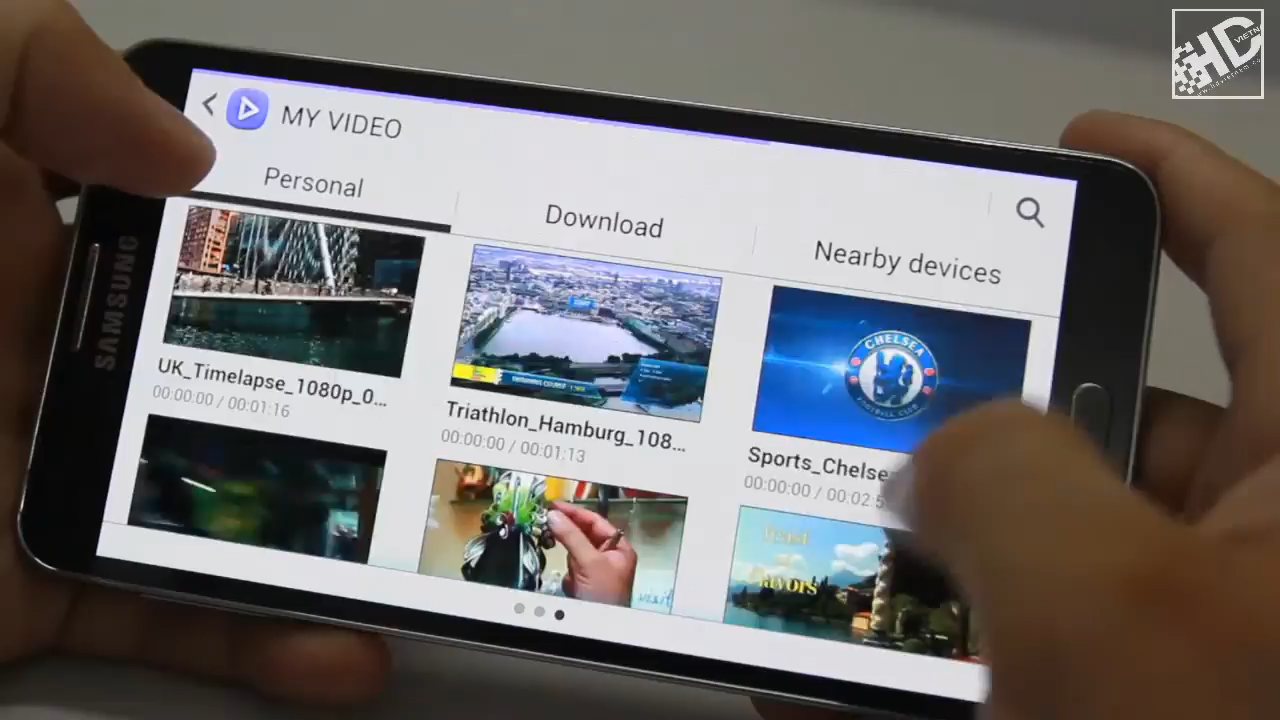 HD
VIETN
MY VIDEO
Personal
Download
Nearby devices
SAMSUNG
CHELSEA
FOOTBALL CLUB
UK_Timelapse_1080p_0...
00:00:00 / 00:01:16
Triathlon_Hamburg_108...
00:00:00 / 00:01:13
Sports_Chelse
00:00:00 / 00:02:5